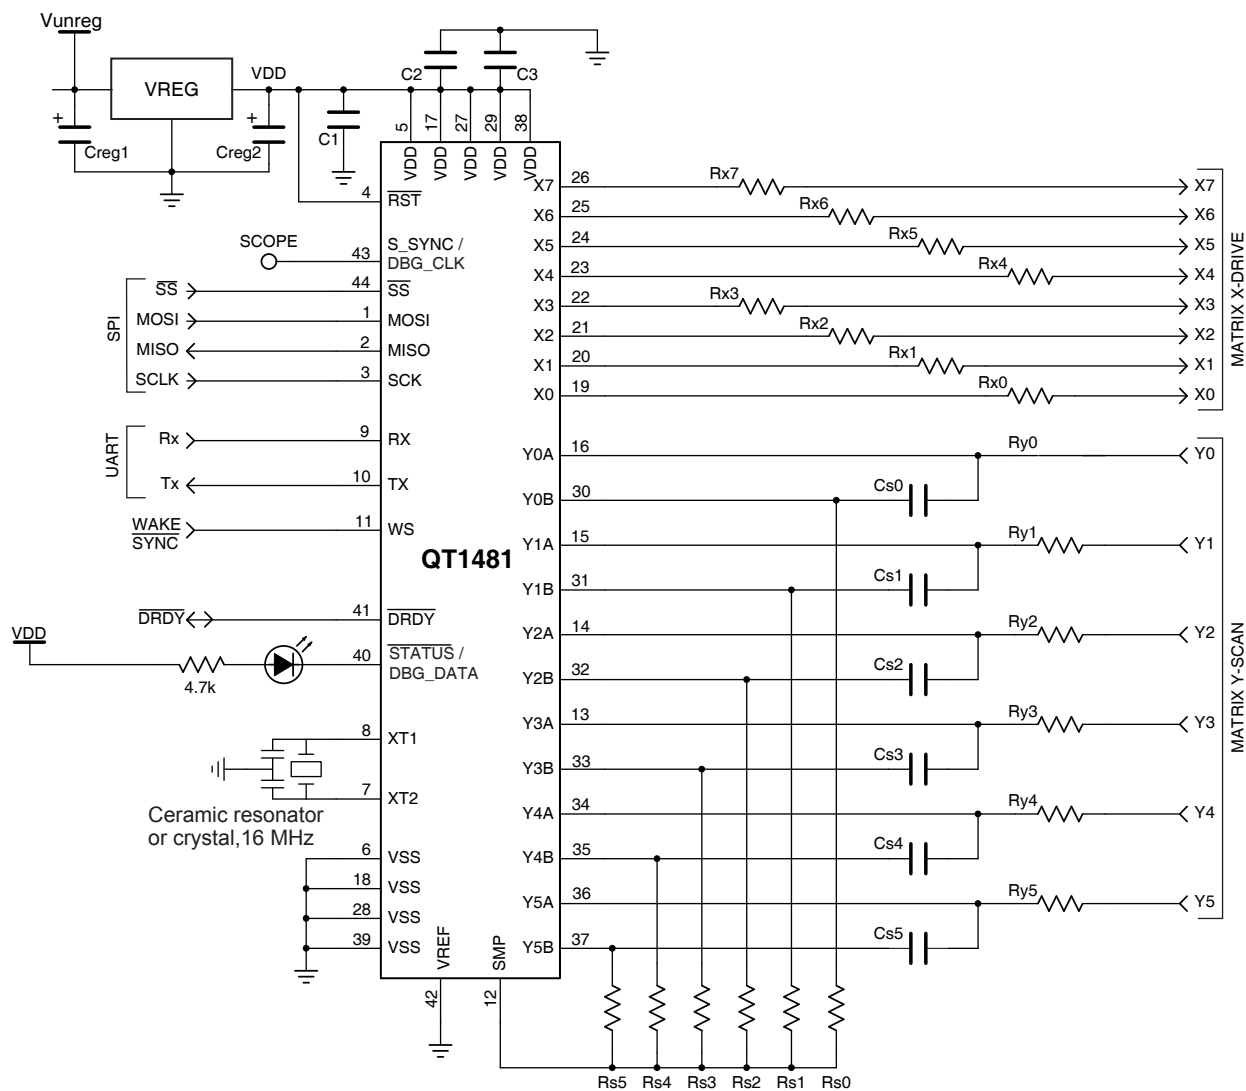 Vunreg
VREG
VDD
+
Creg1
+
Creg2
C1
C2
C3
5
17
27
29
38
VDD
VDD
VDD
VDD
VDD
4
RST
SCOPE
43
S_SYNC /
DBG_CLK
SPI
SS
44
SS
MOSI
1
MOSI
MISO
2
MISO
SCLK
3
SCK
UART
Rx
9
RX
Tx
10
TX
WAKE
SYNC
11
WS
QT1481
DRDY
41
DRDY
VDD
4.7k
40
STATUS /
DBG_DATA
8
XT1
7
XT2
Ceramic resonator
or crystal,16 MHz
6
VSS
18
VSS
28
VSS
39
VSS
VREF
42
SMP
12
X7
26
Rx7
X7
X6
25
Rx6
X6
X5
24
Rx5
X5
X4
23
Rx4
X4
X3
22
Rx3
X3
X2
21
Rx2
X2
X1
20
Rx1
X1
X0
19
Rx0
X0
MATRIX X-DRIVE
Y0A
16
Ry0
Y0
Y0B
30
Cs0
Y1A
15
Ry1
Y1
Y1B
31
Cs1
Y2A
14
Ry2
Y2
Y2B
32
Cs2
Y3A
13
Ry3
Y3
Y3B
33
Cs3
Y4A
34
Ry4
Y4
Y4B
35
Cs4
Y5A
36
Ry5
Y5
Y5B
37
Cs5
MATRIX Y-SCAN
Rs5
Rs4
Rs3
Rs2
Rs1
Rs0